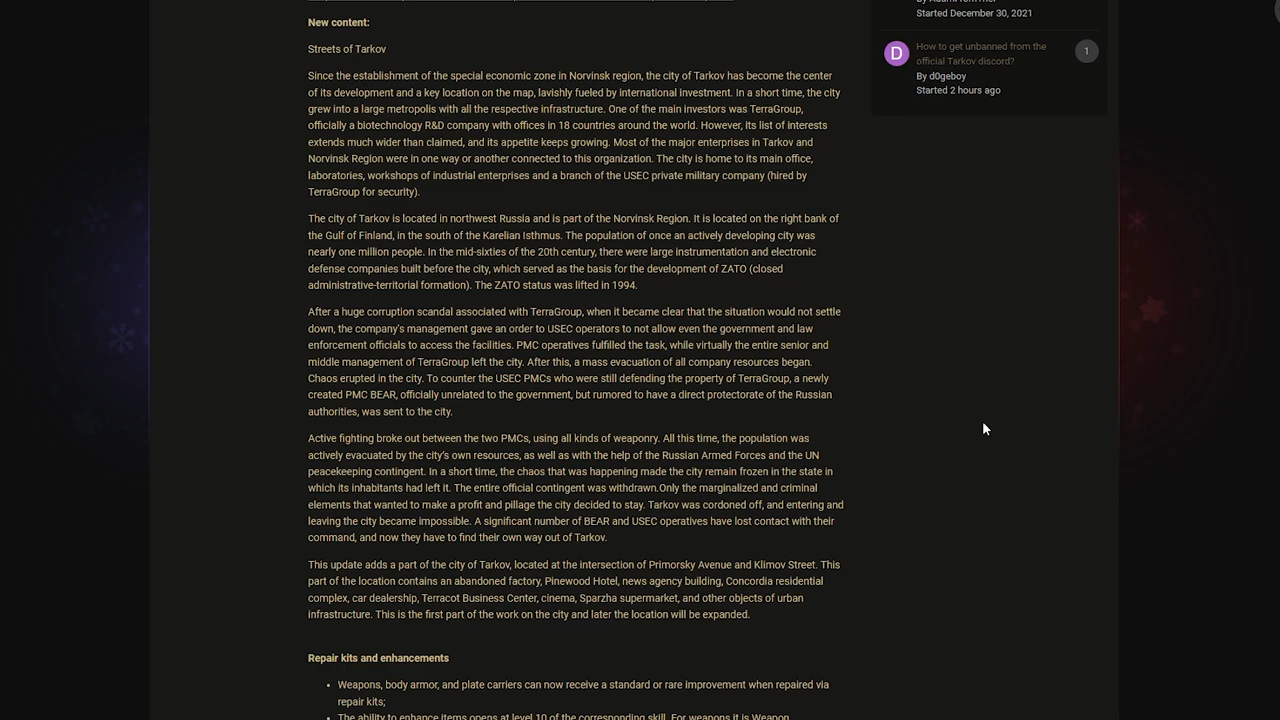 New content:
Streets of Tarkov
Since the establishment of the special economic zone in Norvinsk region, the city of Tarkov has become the center
of its development and a key location on the map, lavishly fueled by international investment. In a short time, the city
grew into a large metropolis with all the respective infrastructure. One of the main investors was TerraGroup,
officially a biotechnology R&D company with offices in 18 countries around the world. However, its list of interests
extends much wider than claimed, and its appetite keeps growing. Most of the major enterprises in Tarkov and
Norvinsk Region were in one way or another connected to this organization. The city is home to its main office,
laboratories, workshops of industrial enterprises and a branch of the USEC private military company (hired by
TerraGroup for security).
The city of Tarkov is located in northwest Russia and is part of the Norvinsk Region. It is located on the right bank of
the Gulf of Finland, in the south of the Karelian Isthmus. The population of once an actively developing city was
nearly one million people. In the mid-sixties of the 20th century, there were large instrumentation and electronic
defense companies built before the city, which served as the basis for the development of ZATO (closed
administrative-territorial formation). The ZATO status was lifted in 1994.
After a huge corruption scandal associated with TerraGroup, when it became clear that the situation would not settle
down, the company's management gave an order to USEC operators to not allow even the government and law
enforcement officials to access the facilities. PMC operatives fulfilled the task, while virtually the entire senior and
middle management of TerraGroup left the city. After this, a mass evacuation of all company resources began.
Chaos erupted in the city. To counter the USEC PMCs who were still defending the property of TerraGroup, a newly
created PMC BEAR, officially unrelated to the government, but rumored to have a direct protectorate of the Russian
authorities, was sent to the city.
Active fighting broke out between the two PMCs, using all kinds of weaponry. All this time, the population was
actively evacuated by the city's own resources, as well as with the help of the Russian Armed Forces and the UN
peacekeeping contingent. In a short time, the chaos that was happening made the city remain frozen in the state in
which its inhabitants had left it. The entire official contingent was withdrawn.Only the marginalized and criminal
elements that wanted to make a profit and pillage the city decided to stay. Tarkov was cordoned off, and entering and
leaving the city became impossible. A significant number of BEAR and USEC operatives have lost contact with their
command, and now they have to find their own way out of Tarkov.
This update adds a part of the city of Tarkov, located at the intersection of Primorsky Avenue and Klimov Street. This
part of the location contains an abandoned factory, Pinewood Hotel, news agency building, Concordia residential
complex, car dealership, Terracot Business Center, cinema, Sparzha supermarket, and other objects of urban
infrastructure. This is the first part of the work on the city and later the location will be expanded.
Repair kits and enhancements
• Weapons, body armor, and plate carriers can now receive a standard or rare improvement when repaired via
repair kits;
• The ability to enhance items opens at level 10 of the corresponding skill. For weapons it is Weapon
Started December 30, 2021
D
How to get unbanned from the
official Tarkov discord?
1
By d0geboy
Started 2 hours ago